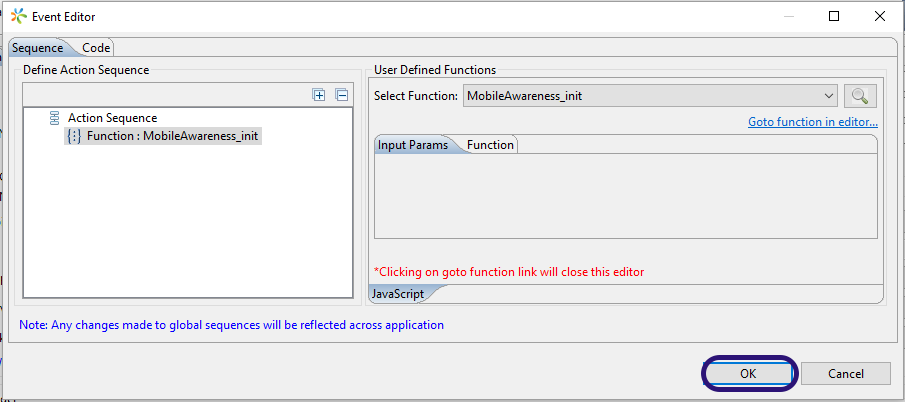 Event Editor
Sequence
Code
Define Action Sequence
Action Sequence
Function : MobileAwareness_init
User Defined Functions
Select Function: MobileAwareness_init
Goto function in editor...
Input Params
Function
*Clicking on goto function link will close this editor
JavaScript
Note: Any changes made to global sequences will be reflected across application
OK
Cancel